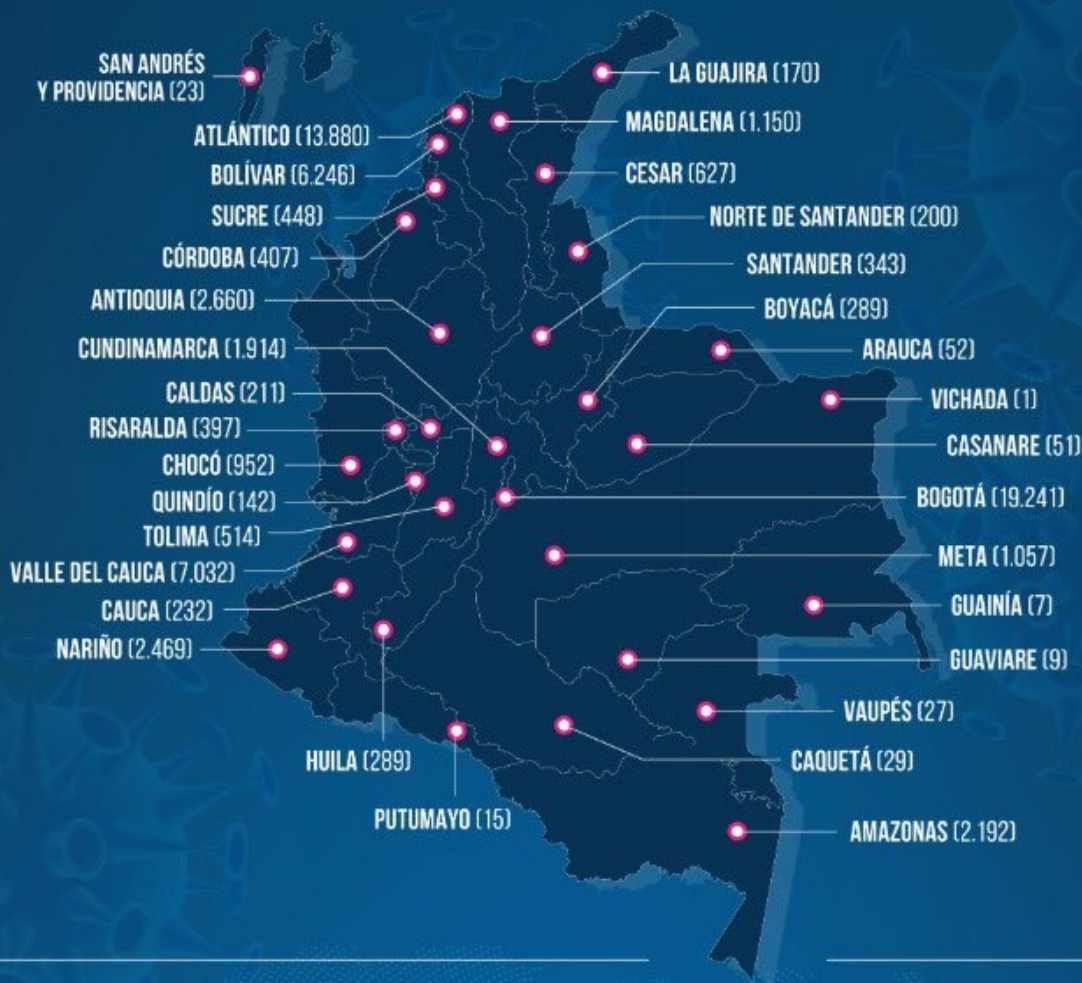 SAN ANDRÉS
Y PROVIDENCIA (23)
ATLÁNTICO (13.880)
BOLÍVAR (6.246)
SUCRE (448)
CÓRDOBA (407)
ANTIOQUIA (2.660)
CUNDINAMARCA (1.914)
CALDAS (211)
RISARALDA (397)
CHOCÓ (952)
QUINDÍO (142)
TOLIMA (514)
VALLE DEL CAUCA (7.032)
CAUCA (232)
NARIÑO (2.469)
HUILA (289)
PUTUMAYO (15)
LA GUAJIRA (170)
MAGDALENA (1.150)
CESAR (627)
NORTE DE SANTANDER (200)
SANTANDER (343)
BOYACÁ (289)
ARAUCA (52)
VICHADA (1)
CASANARE (51)
BOGOTÁ (19.241)
META (1.057)
GUAINÍA (7)
GUAVIARE (9)
VAUPÉS (27)
CAQUETÁ (29)
AMAZONAS (2.192)